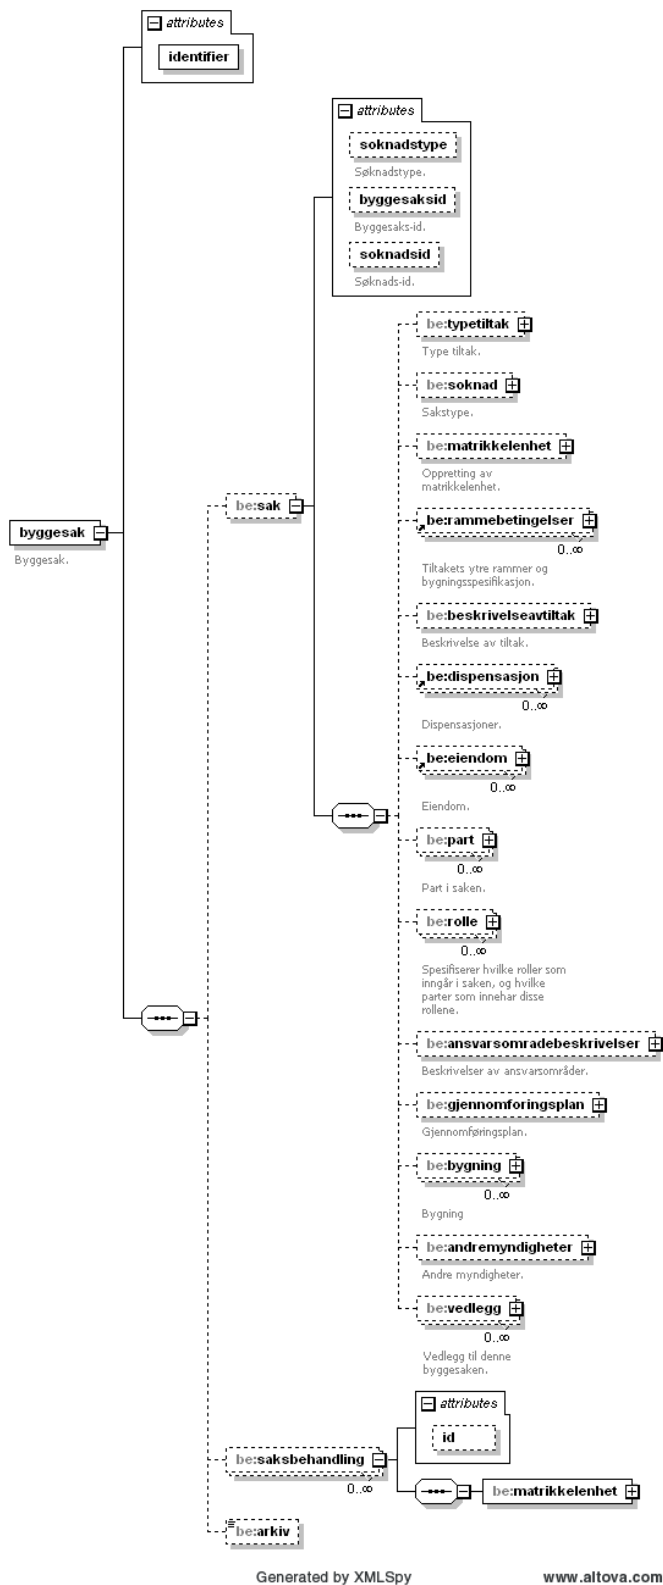 attributes
identifier
attributes
soknadstype
Søknadstype.
byggesaksid
Byggesaks-id.
soknadsid
Søknads-id.
be:typetiltak
Type tiltak.
be:soknad
Sakstype.
be:matrikkelenhet
Oppretting av
matrikkelenhet.
be:sak
be:rammebetingelser
0..∞
byggesak
Byggesak.
Tiltakets ytre rammer og
bygningsspesifikasjon.
be:beskrivelseavtiltak
Beskrivelse av tiltak.
be:dispensasjon
0..∞
Dispensasjoner.
be:eiendom
0..∞
Eiendom.
be:part
0..∞
Part i saken.
be:rolle
0..∞
Spesifiserer hvilke roller som
inngår i saken, og hvilke
parter som innehar disse
rollene.
be:ansvarsomradebeskrivelser
Beskrivelser av ansvarsområder.
be:gjennomforingsplan
Gjennomføringsplan.
be:bygning
0..∞
Bygning
be:andremyndigheter
Andre myndigheter.
be:vedlegg
0..∞
Vedlegg til denne
byggesaken.
attributes
id
be:saksbehandling
0..∞
be:matrikkelenhet
be:arkiv
Generated by XMLSpy
www.altova.com